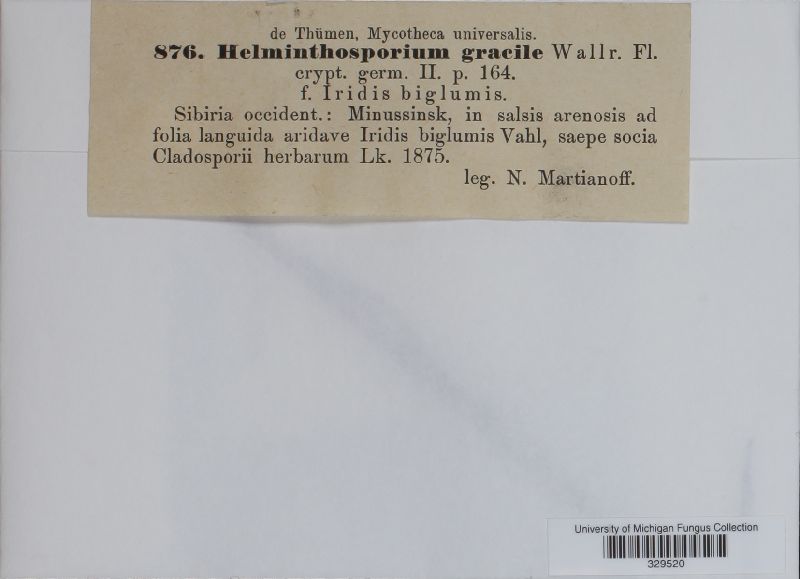 de Thümen, Mycotheca universalis.
876. Helminthosporium gracile Wallr. Fl.
crypt. germ. II. p. 164.
f. Iridis biglumis.
Sibiria occident.: Minussinsk, in salsis arenosis ad
folia languida aridave Iridis biglumis Vahl, saepe socia
Cladosporii herbarum Lk. 1875.
leg. N. Martianoff.
University of Michigan Fungus Collection
329520